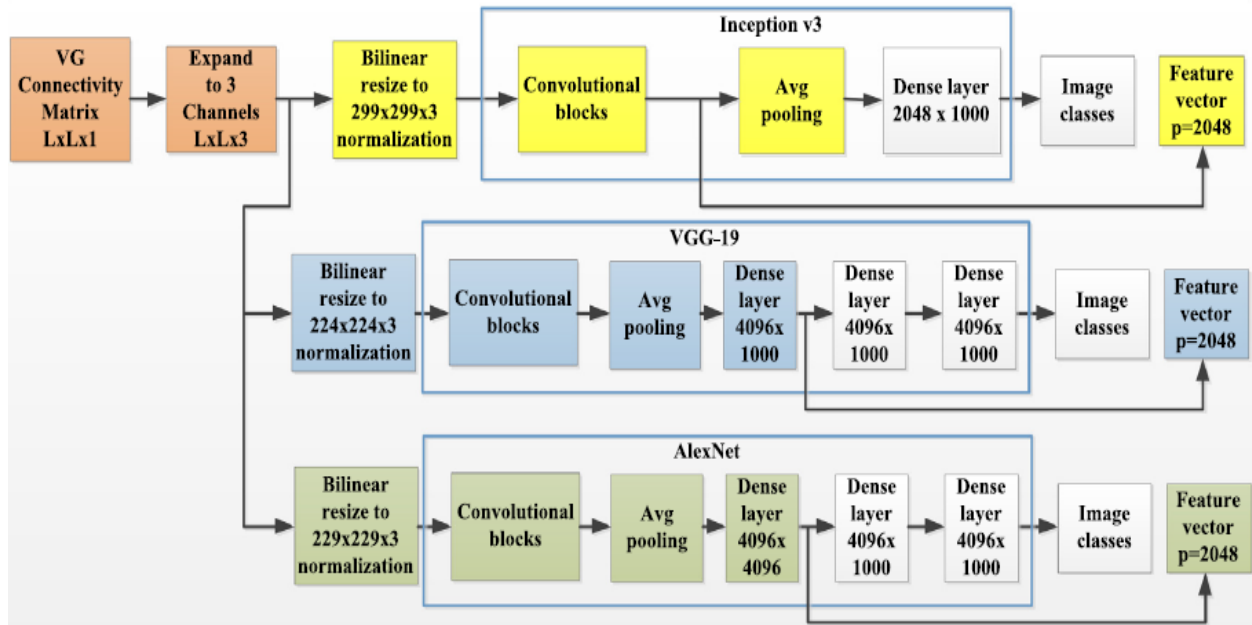 Inception v3
VG
Connectivity
Matrix
LxLx1
Expand
to 3
Channels
LxLx3
Bilinear
resize to
299x299x3
normalization
Convolutional
blocks
Avg
pooling
Dense layer
2048 x 1000
Image
classes
Feature
vector
p=2048
VGG-19
Bilinear
resize to
224x224x3
normalization
Convolutional
blocks
Avg
pooling
Dense
layer
4096x
1000
Dense
layer
4096x
1000
Dense
layer
4096x
1000
Image
classes
Feature
vector
p=2048
AlexNet
Bilinear
resize to
229x229x3
normalization
Convolutional
blocks
Avg
pooling
Dense
layer
4096x
4096
Dense
layer
4096x
1000
Dense
layer
4096x
1000
Image
classes
Feature
vector
p=2048